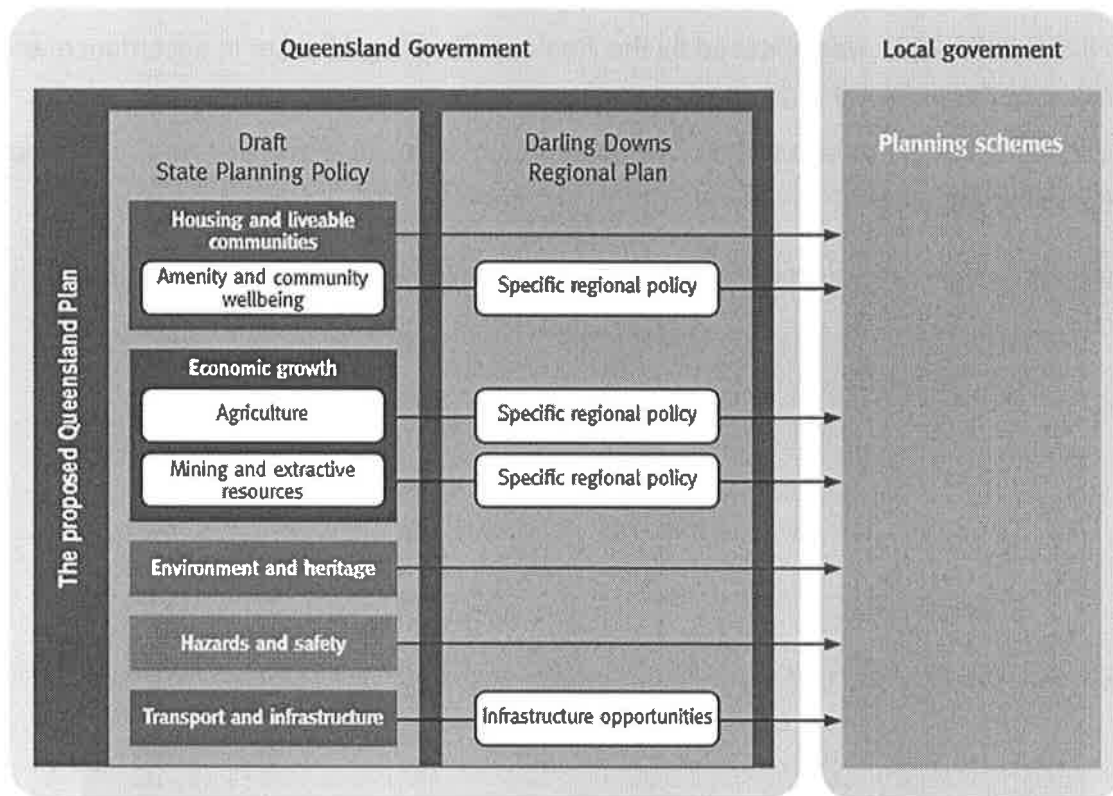 Queensland Government
Local government
The proposed Queensland Plan
Draft
State Planning Policy
Darling Downs
Regional Plan
Planning schemes
Housing and liveable
communities
Amenity and community
wellbeing
Specific regional policy
Economic growth
Agriculture
Specific regional policy
Mining and extractive
resources
Specific regional policy
Environment and heritage
Hazards and safety
Transport and infrastructure
Infrastructure opportunities